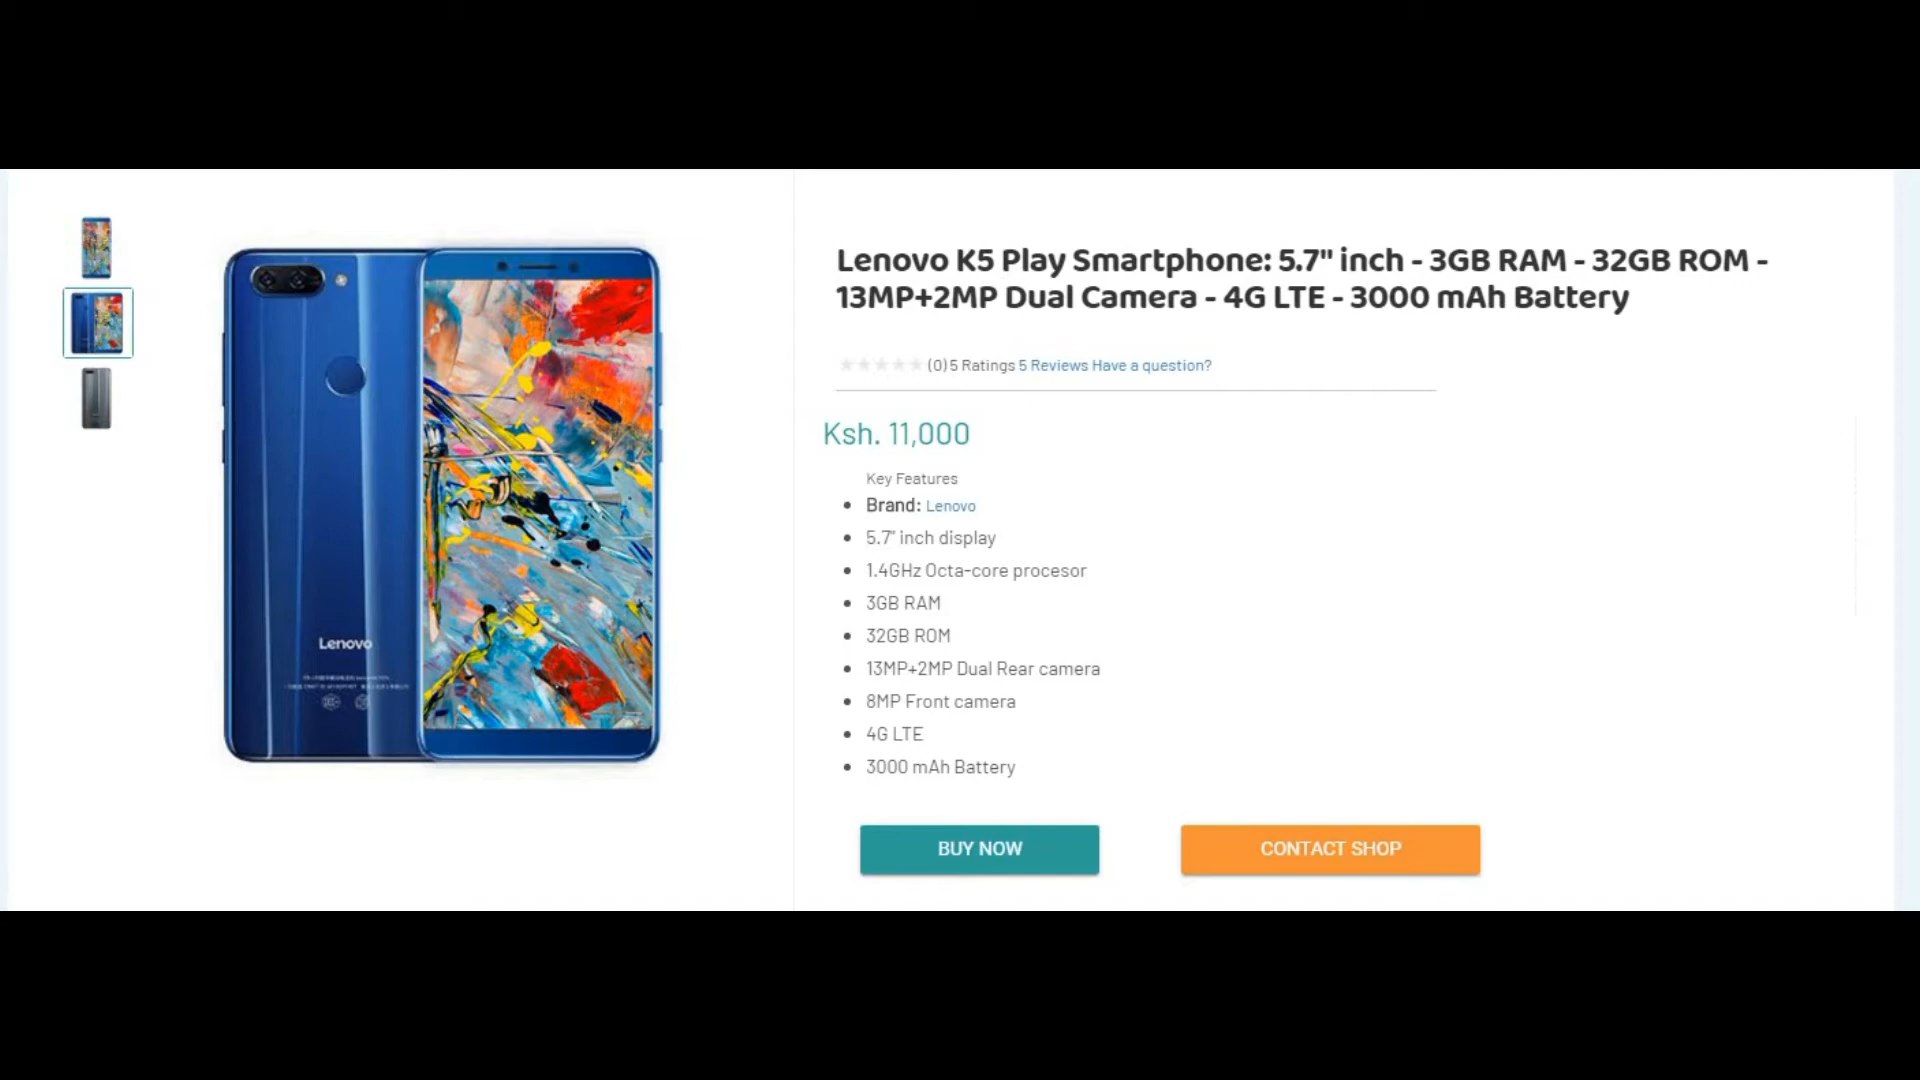 Lenovo K5 Play Smartphone: 5.7" inch - 3GB RAM - 32GB ROM -
13MP+2MP Dual Camera - 4G LTE - 3000 mAh Battery
(0) 5 Ratings 5 Reviews Have a question?
Ksh. 11,000
Key Features
Brand: Lenovo
5.7" inch display
1.4GHz Octa-core procesor
3GB RAM
32GB ROM
13MP+2MP Dual Rear camera
8MP Front camera
4G LTE
3000 mAh Battery
BUY NOW
CONTACT SHOP
Lenovo